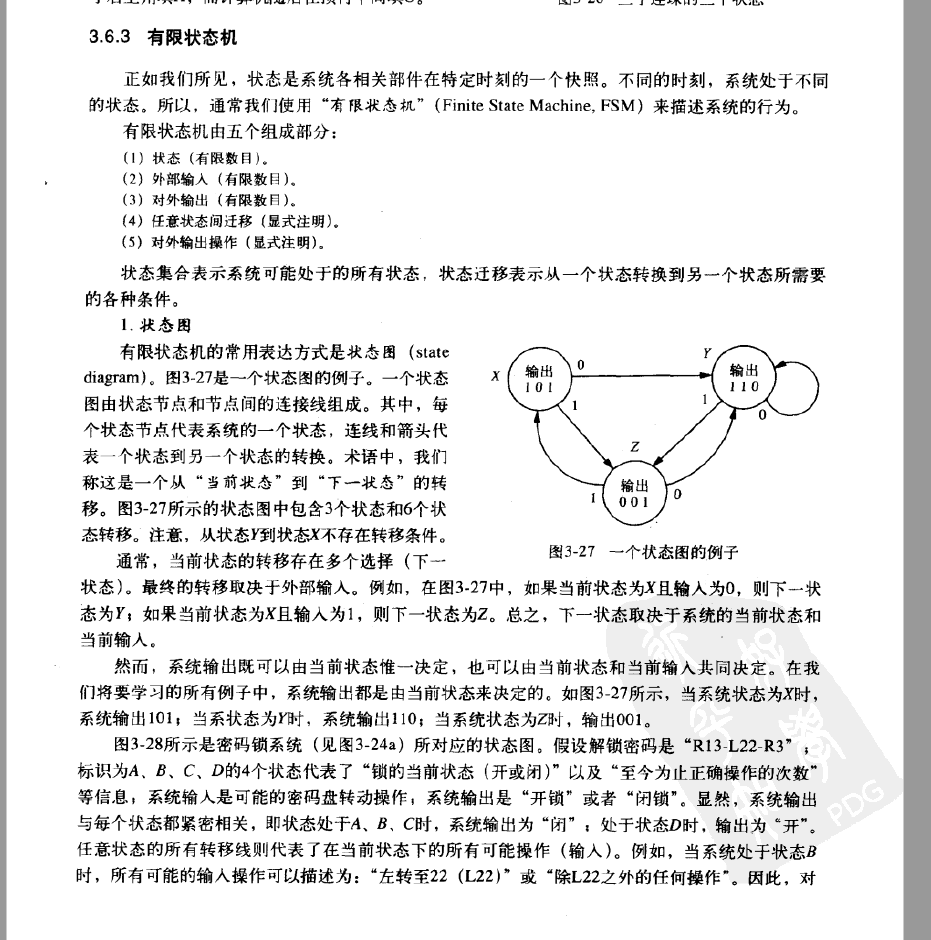 3.6.3 有限状态机
正如我们所见，状态是系统各相关部件在特定时刻的一个快照。不同的时刻，系统处于不同
的状态。所以，通常我们使用“有限状态机”（Finite State Machine, FSM）来描述系统的行为。
有限状态机由五个组成部分：
(1) 状态（有限数目）。
(2) 外部输入（有限数目）。
(3) 对外输出（有限数目）。
(4) 任意状态间迁移（显式注明）。
(5) 对外输出操作（显式注明）。
状态集合表示系统可能处于的所有状态，状态迁移表示从一个状态转换到另一个状态所需要
的各种条件。
1. 状态图
有限状态机的常用表达方式是状态图（state
diagram）。图3-27是一个状态图的例子。一个状态
图由状态节点和节点间的连接线组成。其中，每
个状态节点代表系统的一个状态，连线和箭头代
表一个状态到另一个状态的转换。术语中，我们
称这是一个从“当前状态”到“下一状态”的转
移。图3-27所示的状态图中包含3个状态和6个状
态转移。注意，从状态Y到状态X不存在转移条件。
X
输出
101
0
1
Y
输出
110
1
0
Z
输出
001
1
0
图3-27 一个状态图的例子
通常，当前状态的转移存在多个选择（下一
状态）。最终的转移取决于外部输入。例如，在图3-27中，如果当前状态为X且输入为0，则下一状
态为Y；如果当前状态为X且输入为1，则下一状态为Z。总之，下一状态取决于系统的当前状态和
当前输入。
然而，系统输出既可以由当前状态惟一决定，也可以由当前状态和当前输入共同决定。在我
们将要学习的所有例子中，系统输出都是由当前状态来决定的。如图3-27所示，当系统状态为X时，
系统输出101；当系状态为Y时，系统输出110；当系统状态为Z时，输出001。
图3-28所示是密码锁系统（见图3-24a）所对应的状态图。假设解锁密码是“R13-L22-R3”；
标识为A、B、C、D的4个状态代表了“锁的当前状态（开或闭）”以及“至今为止正确操作的次数”
等信息；系统输入是可能的密码盘转动操作；系统输出是“开锁”或者“闭锁”。显然，系统输出
与每个状态都紧密相关，即状态处于A、B、C时，系统输出为“闭”；处于状态D时，输出为“开”。
任意状态的所有转移线则代表了在当前状态下的所有可能操作（输入）。例如，当系统处于状态B
时，所有可能的输入操作可以描述为：“左转至22（L22）”或“除L22之外的任何操作”。因此，对
PDG